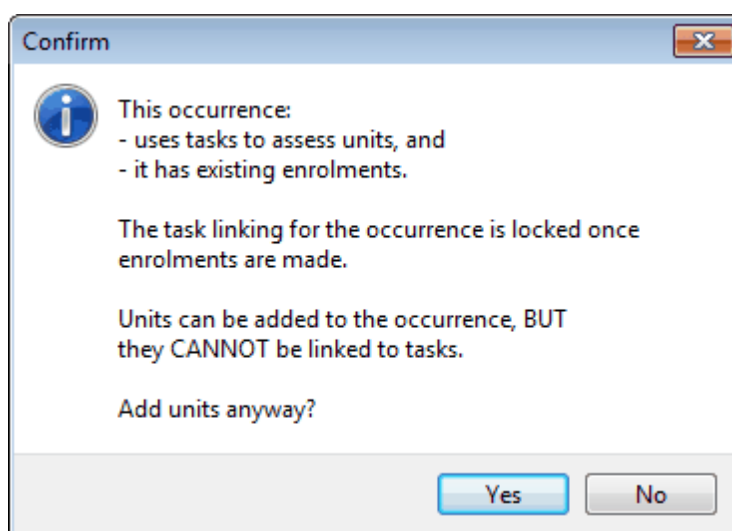 Confirm
This occurrence:
- uses tasks to assess units, and
- it has existing enrolments.
The task linking for the occurrence is locked once
enrolments are made.
Units can be added to the occurrence, BUT
they CANNOT be linked to tasks.
Add units anyway?
Yes
No